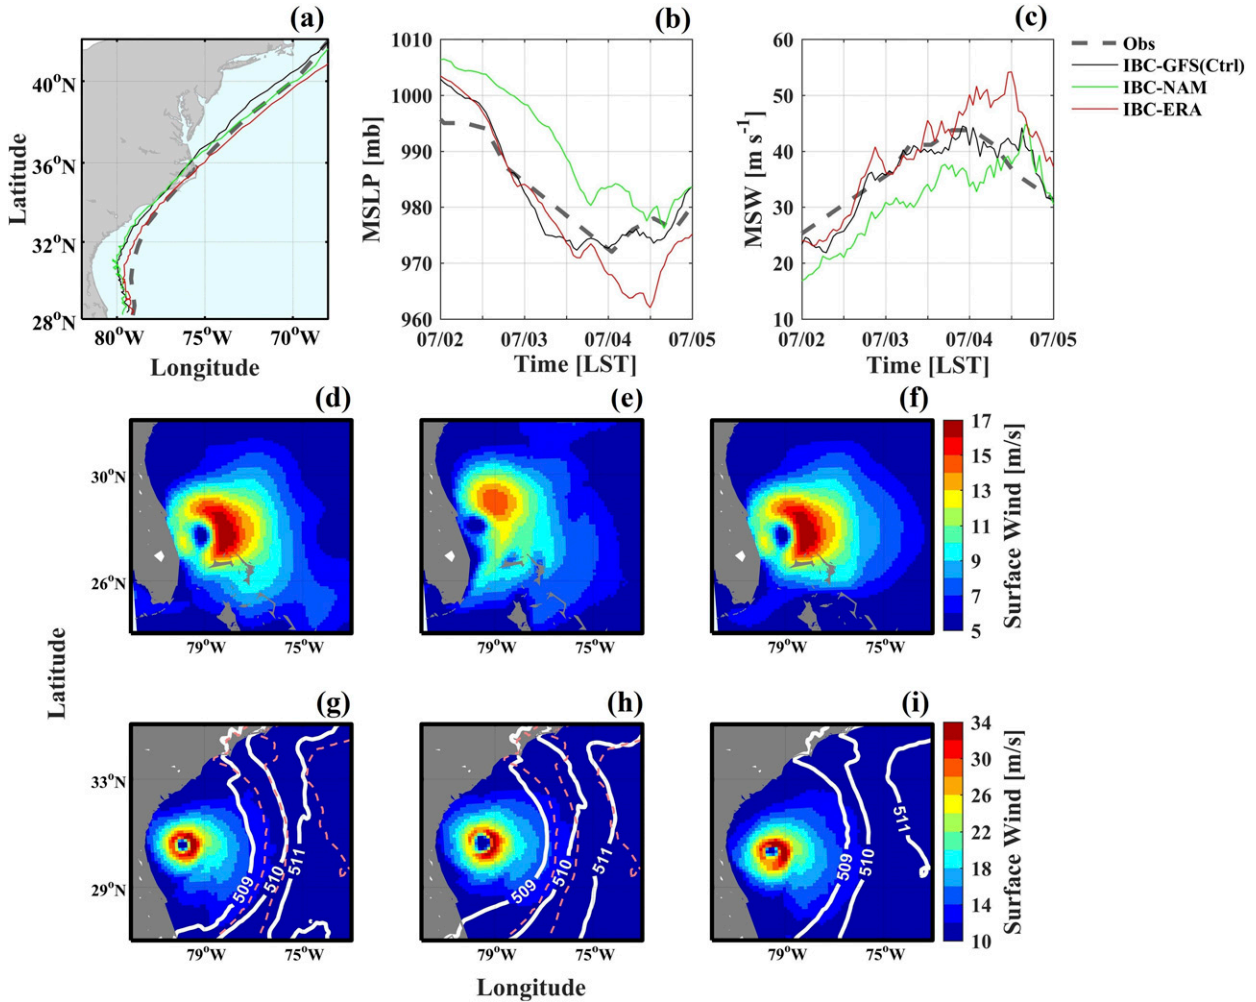 (a)
(b)
(c)
Latitude
40°N
36°N
32°N
28°N
80°W
75°W
70°W
Longitude
MSLP [mb]
1010
1000
990
980
970
960
07/02
07/03
07/04
07/05
Time [LST]
MSW [m s-1]
60
50
40
30
20
10
07/02
07/03
07/04
07/05
Time [LST]
Obs
IBC-GFS(Ctrl)
IBC-NAM
IBC-ERA
(d)
(e)
(f)
30°N
26°N
79°W
75°W
79°W
75°W
79°W
75°W
17
15
13
11
9
7
5
Surface Wind [m/s]
Latitude
(g)
(h)
(i)
33°N
29°N
509
510
511
509
510
511
509
510
511
79°W
75°W
79°W
75°W
79°W
75°W
34
30
26
22
18
14
10
Surface Wind [m/s]
Longitude